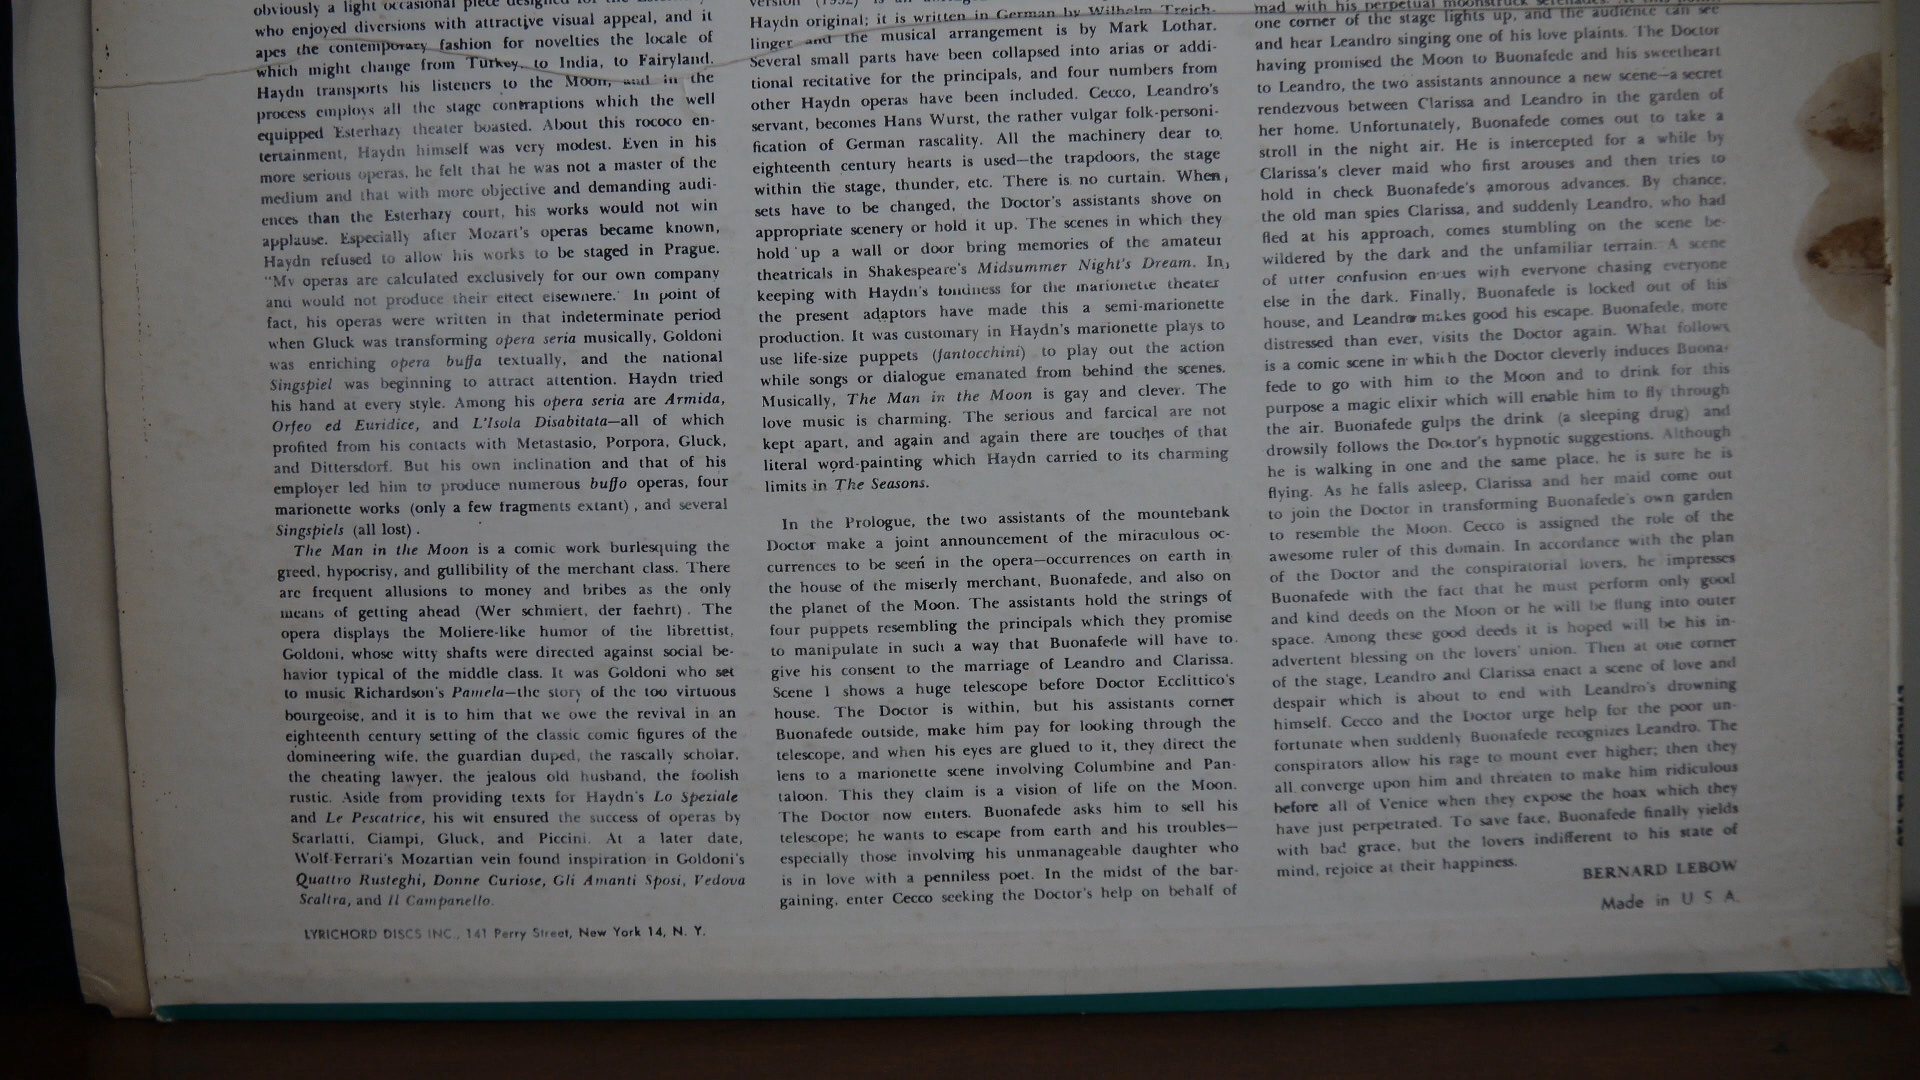 obviously a light occasional piece designed for the
who enjoyed diversions with attractive visual appeal, and it
apes the contemporary fashion for novelties the locale of
which might change from Turkey, to India, to Fairyland.
Haydn transports his listeners to the Moon, and in the
process employs all the stage contraptions which the well
equipped Esterhazy theater boasted. About this rococo en-
tertainment, Haydn himself was very modest. Even in his
more serious operas, he felt that he was not a master of the
medium and that with more objective and demanding audi-
ences than the Esterhazy court, his works would not win
applause. Especially after Mozart's operas became known,
Haydn refused to allow his works to be staged in Prague.
"My operas are calculated exclusively for our own company
and would not produce their effect elsewhere." In point of
fact, his operas were written in that indeterminate period
when Gluck was transforming opera seria musically, Goldoni
was enriching opera buffa textually, and the national
Singspiel was beginning to attract attention. Haydn tried
his hand at every style. Among his opera seria are Armida,
Orfeo ed Euridice, and L'Isola Disabitata—all of which
profited from his contacts with Metastasio, Porpora, Gluck,
and Dittersdorf. But his own inclination and that of his
employer led him to produce numerous buffo operas, four
marionette works (only a few fragments extant), and several
Singspiels (all lost).
The Man in the Moon is a comic work burlesquing the
greed, hypocrisy, and gullibility of the merchant class. There
are frequent allusions to money and bribes as the only
means of getting ahead (Wer schmiert, der faehrt). The
opera displays the Moliere-like humor of the librettist,
Goldoni, whose witty shafts were directed against social be-
havior typical of the middle class. It was Goldoni who set
to music Richardson's Pamela—the story of the too virtuous
bourgeoise, and it is to him that we owe the revival in an
eighteenth century setting of the classic comic figures of the
domineering wife, the guardian duped, the rascally scholar,
the cheating lawyer, the jealous old husband, the foolish
rustic. Aside from providing texts for Haydn's Lo Speziale
and Le Pescatrice, his wit ensured the success of operas by
Scarlatti, Ciampi, Gluck, and Piccini. At a later date,
Wolf-Ferrari's Mozartian vein found inspiration in Goldoni's
Quattro Rusteghi, Donne Curiose, Gli Amanti Sposi, Vedova
Scaltra, and Il Campanello.
LYRICHORD DISCS INC., 141 Perry Street, New York 14, N. Y.
version (1932) is an
Haydn original; it is written in German by Wilhelm Treich-
linger and the musical arrangement is by Mark Lothar.
Several small parts have been collapsed into arias or addi-
tional recitative for the principals, and four numbers from
other Haydn operas have been included. Cecco, Leandro's
servant, becomes Hans Wurst, the rather vulgar folk-personi-
fication of German rascality. All the machinery dear to
eighteenth century hearts is used—the trapdoors, the stage
within the stage, thunder, etc. There is no curtain. When
sets have to be changed, the Doctor's assistants shove on
appropriate scenery or hold it up. The scenes in which they
hold up a wall or door bring memories of the amateur
theatricals in Shakespeare's Midsummer Night's Dream. In
keeping with Haydn's fondness for the marionette theater
the present adaptors have made this a semi-marionette
production. It was customary in Haydn's marionette plays to
use life-size puppets (fantocchini) to play out the action
while songs or dialogue emanated from behind the scenes.
Musically, The Man in the Moon is gay and clever. The
love music is charming. The serious and farcical are not
kept apart, and again and again there are touches of that
literal word-painting which Haydn carried to its charming
limits in The Seasons.
In the Prologue, the two assistants of the mountebank
Doctor make a joint announcement of the miraculous oc-
currences to be seen in the opera—occurrences on earth in
the house of the miserly merchant, Buonafede, and also on
the planet of the Moon. The assistants hold the strings of
four puppets resembling the principals which they promise
to manipulate in such a way that Buonafede will have to
give his consent to the marriage of Leandro and Clarissa.
Scene 1 shows a huge telescope before Doctor Ecclittico's
house. The Doctor is within, but his assistants corner
Buonafede outside, make him pay for looking through the
telescope, and when his eyes are glued to it, they direct the
lens to a marionette scene involving Columbine and Pan-
taloon. This they claim is a vision of life on the Moon.
The Doctor now enters. Buonafede asks him to sell his
telescope; he wants to escape from earth and his troubles—
especially those involving his unmanageable daughter who
is in love with a penniless poet. In the midst of the bar-
gaining, enter Cecco seeking the Doctor's help on behalf of
mad with his perpetual moonstruck serenades.
one corner of the stage lights up, and the audience can see
and hear Leandro singing one of his love plaints. The Doctor
having promised the Moon to Buonafede and his sweetheart
to Leandro, the two assistants announce a new scene—a secret
rendezvous between Clarissa and Leandro in the garden of
her home. Unfortunately, Buonafede comes out to take a
stroll in the night air. He is intercepted for a while by
Clarissa's clever maid who first arouses and then tries to
hold in check Buonafede's amorous advances. By chance,
the old man spies Clarissa, and suddenly Leandro, who had
fled at his approach, comes stumbling on the scene be-
wildered by the dark and the unfamiliar terrain. A scene
of utter confusion ensues with everyone chasing everyone
else in the dark. Finally, Buonafede is locked out of his
house, and Leandro makes good his escape. Buonafede, more
distressed than ever, visits the Doctor again. What follows
is a comic scene in which the Doctor cleverly induces Buona-
fede to go with him to the Moon and to drink for this
purpose a magic elixir which will enable him to fly through
the air. Buonafede gulps the drink (a sleeping drug) and
drowsily follows the Doctor's hypnotic suggestions. Although
he is walking in one and the same place, he is sure he is
flying. As he falls asleep, Clarissa and her maid come out
to join the Doctor in transforming Buonafede's own garden
to resemble the Moon. Cecco is assigned the role of the
awesome ruler of this domain. In accordance with the plan
of the Doctor and the conspiratorial lovers, he impresses
Buonafede with the fact that he must perform only good
and kind deeds on the Moon or he will be flung into outer
space. Among these good deeds it is hoped will be his in-
advertent blessing on the lovers' union. Then at one corner
of the stage, Leandro and Clarissa enact a scene of love and
despair which is about to end with Leandro's drowning
himself. Cecco and the Doctor urge help for the poor un-
fortunate when suddenly Buonafede recognizes Leandro. The
conspirators allow his rage to mount ever higher; then they
all converge upon him and threaten to make him ridiculous
before all of Venice when they expose the hoax which they
have just perpetrated. To save face, Buonafede finally yields
with bad grace, but the lovers indifferent to his state of
mind, rejoice at their happiness.
BERNARD LEBOW
Made in U S A